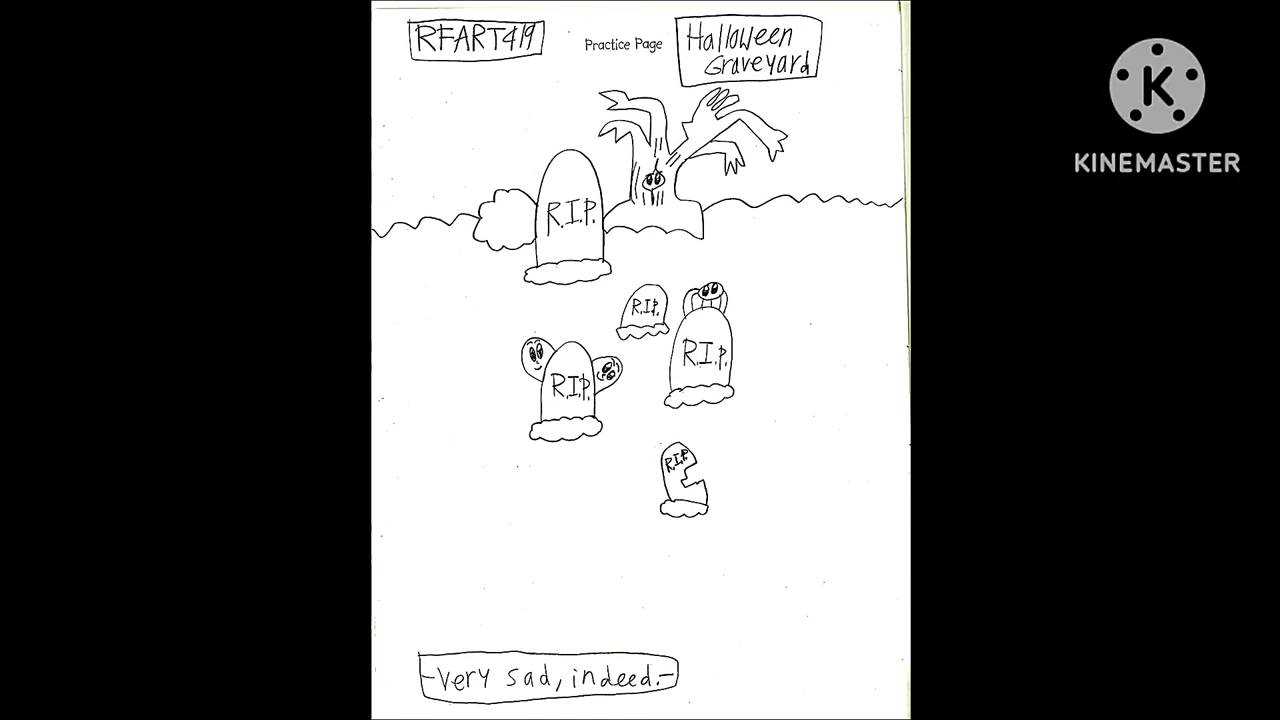 RFART419
Practice Page
Halloween
Graveyard
R.I.P.
R.I.P.
R.I.P.
R.I.P.
R.I.P.
-Very sad, indeed.-
K
KINEMASTER